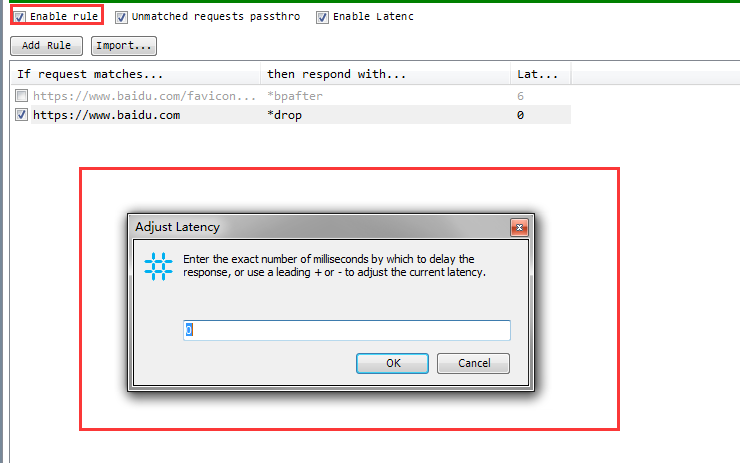 Enable rule Unmatched requests passthro Enable Latenc
Add Rule Import...
If request matches... then respond with... Lat...
https://www.baidu.com/favicon... *bpafter 6
https://www.baidu.com *drop 0
Adjust Latency
Enter the exact number of milliseconds by which to delay the
response, or use a leading + or - to adjust the current latency.
0
OK Cancel